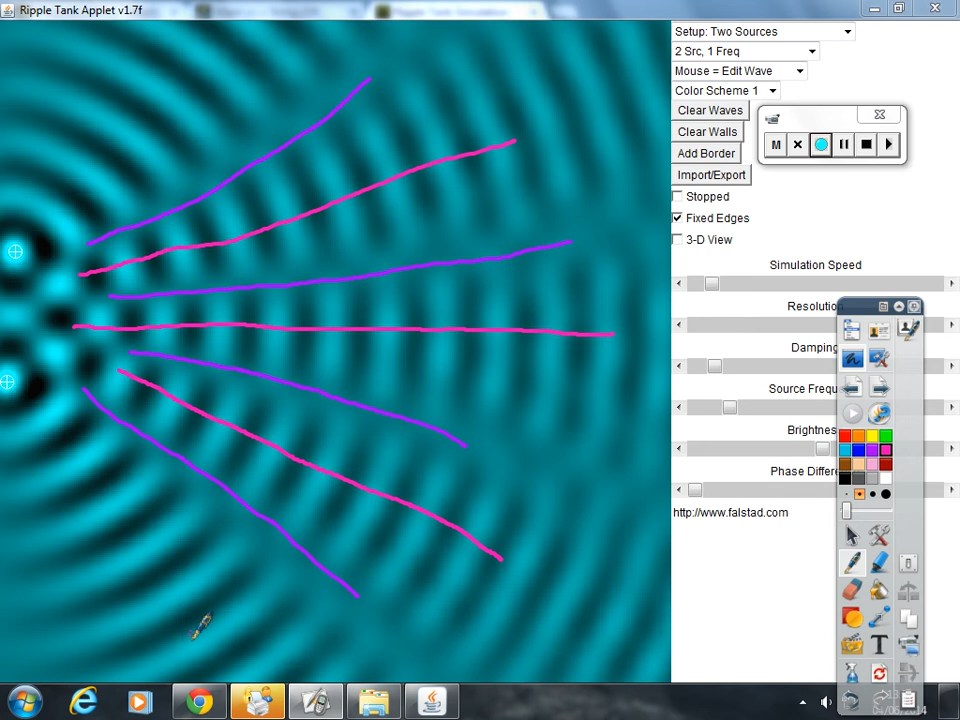 Ripple Tank Applet v1.7f
Setup: Two Sources
2 Src, 1 Freq
Mouse = Edit Wave
Color Scheme 1
Clear Waves
Clear Walls
M
Add Border
Import/Export
Stopped
Fixed Edges
3-D View
Simulation Speed
Resolution
Damping
Source Frequ
Brightnes
Phase Differe
http://www.falstad.com
T